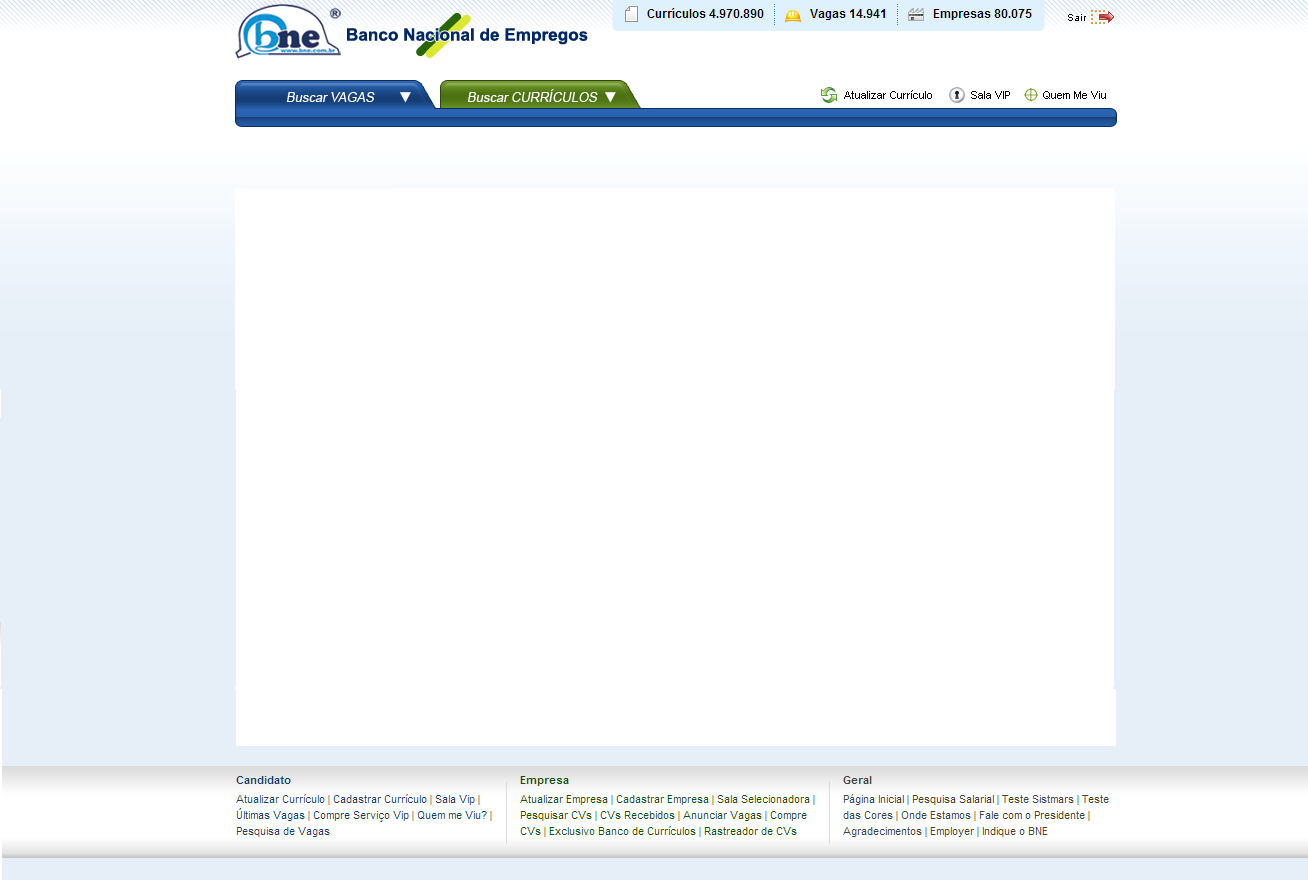 bne ®
www.bne.com.br
Banco Nacional de Empregos
Currículos 4.970.890
Vagas 14.941
Empresas 80.075
Sair
Buscar VAGAS ▼
Buscar CURRÍCULOS ▼
Atualizar Currículo
Sala VIP
Quem Me Viu
Candidato
Atualizar Currículo | Cadastrar Currículo | Sala Vip |
Últimas Vagas | Compre Serviço Vip | Quem me Viu? |
Pesquisa de Vagas
Empresa
Atualizar Empresa | Cadastrar Empresa | Sala Selecionadora |
Pesquisar CVs | CVs Recebidos | Anunciar Vagas | Compre
CVs | Exclusivo Banco de Currículos | Rastreador de CVs
Geral
Página Inicial | Pesquisa Salarial | Teste Sistmars | Teste
das Cores | Onde Estamos | Fale com o Presidente |
Agradecimentos | Employer | Indique o BNE